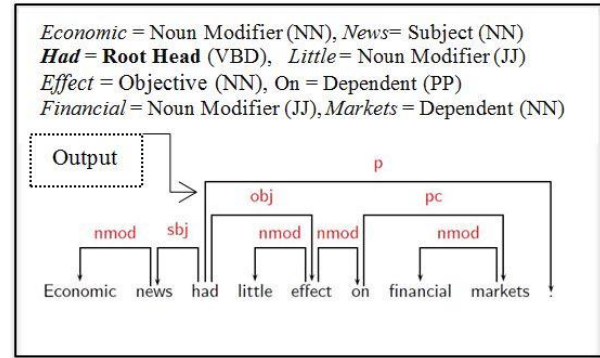 Economic = Noun Modifier (NN), News= Subject (NN)
Had = Root Head (VBD), Little= Noun Modifier (JJ)
Effect = Objective (NN), On = Dependent (PP)
Financial = Noun Modifier (JJ), Markets = Dependent (NN)
Output
p
obj pc
nmod sbj nmod nmod nmod
Economic news had little effect on financial markets .